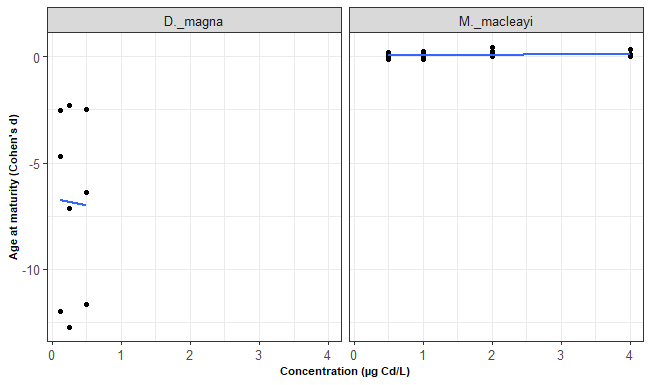 D._magna
M._macleayi
Age at maturity (Cohen's d)
0
-5
-10
0 1 2 3 4
0 1 2 3 4
Concentration (µg Cd/L)